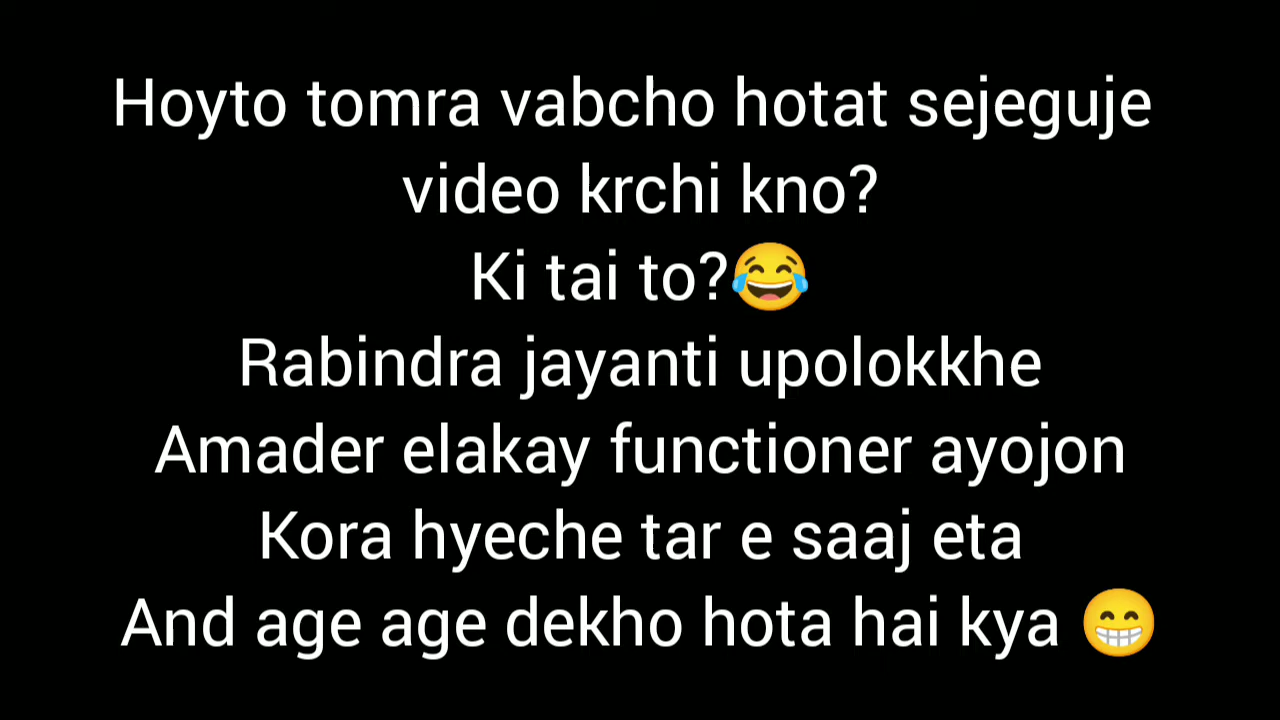 Hoyto tomra vabcho hotat sejeguje
video krchi kno?
Ki tai to?😂
Rabindra jayanti upolokkhe
Amader elakay functioner ayojon
Kora hyeche tar e saaj eta
And age age dekho hota hai kya 😁